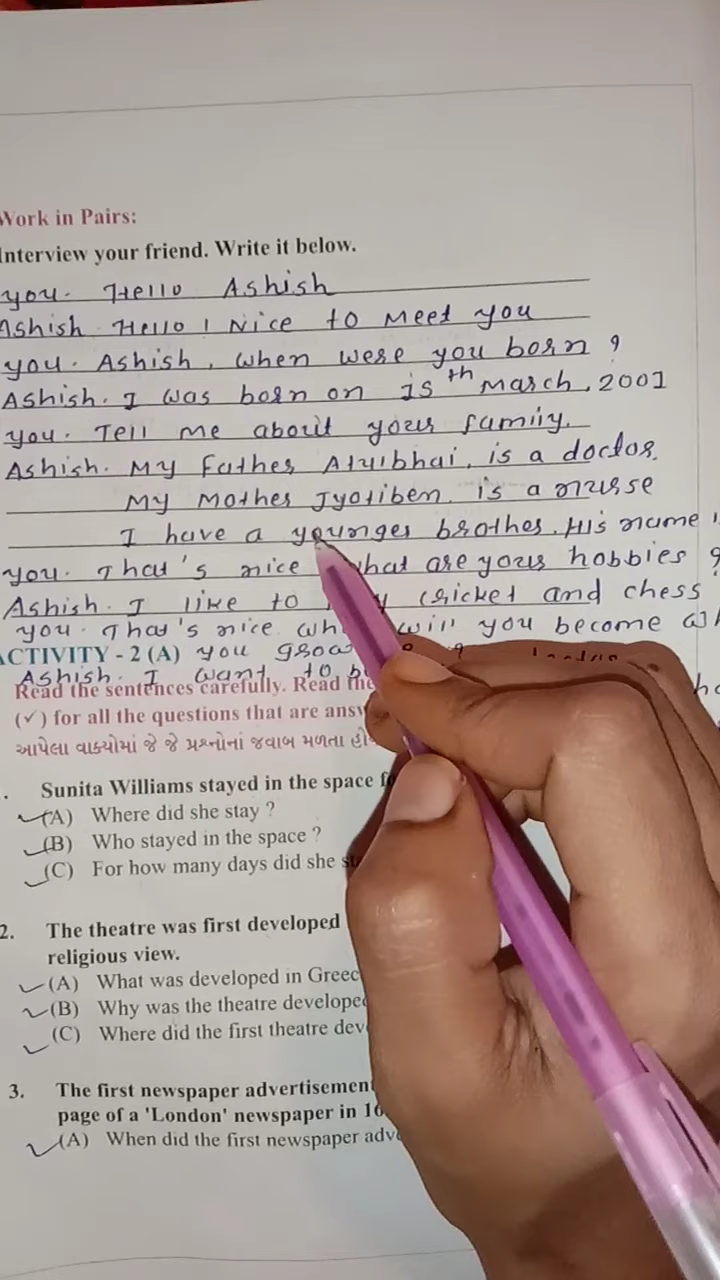 Work in Pairs:
Interview your friend. Write it below.
you. Hello Ashish
Ashish. Hello! Nice to meet you
you. Ashish, when were you born?
Ashish. I was born on 15th March, 2001
you. Tell me about your family.
Ashish. My Father, Atulbhai, is a doctor.
My Mother Jyotiben, is a nurse
I have a younger brother. His name
you. That's nice what are your hobbies?
Ashish. I like to cricket and chess
you. That's nice will you become
ACTIVITY - 2 (A) you grow
Ashish. I want to
Read the sentences carefully. Read the
(✓) for all the questions that are
આપેલા વાક્યોમાં જે જે પ્રશ્નોનાં જવાબ મળતા
Sunita Williams stayed in the space
(A) Where did she stay ?
(B) Who stayed in the space ?
(C) For how many days did she
2. The theatre was first developed
religious view.
(A) What was developed in
(B) Why was the theatre
(C) Where did the first theatre
3. The first newspaper
page of a 'London' newspaper in
(A) When did the first newspaper